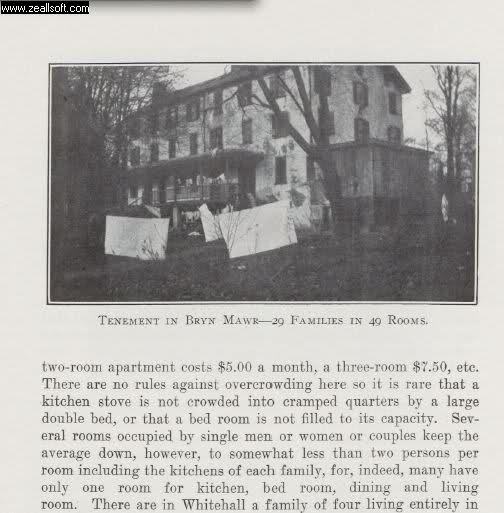 www.zeallsoft.com
Tenement in Bryn Mawr—29 Families in 49 Rooms.
two-room apartment costs $5.00 a month, a three-room $7.50, etc.
There are no rules against overcrowding here so it is rare that a
kitchen stove is not crowded into cramped quarters by a large
double bed, or that a bed room is not filled to its capacity. Sev-
eral rooms occupied by single men or women or couples keep the
average down, however, to somewhat less than two persons per
room including the kitchens of each family, for, indeed, many have
only one room for kitchen, bed room, dining and living
room. There are in Whitehall a family of four living entirely in